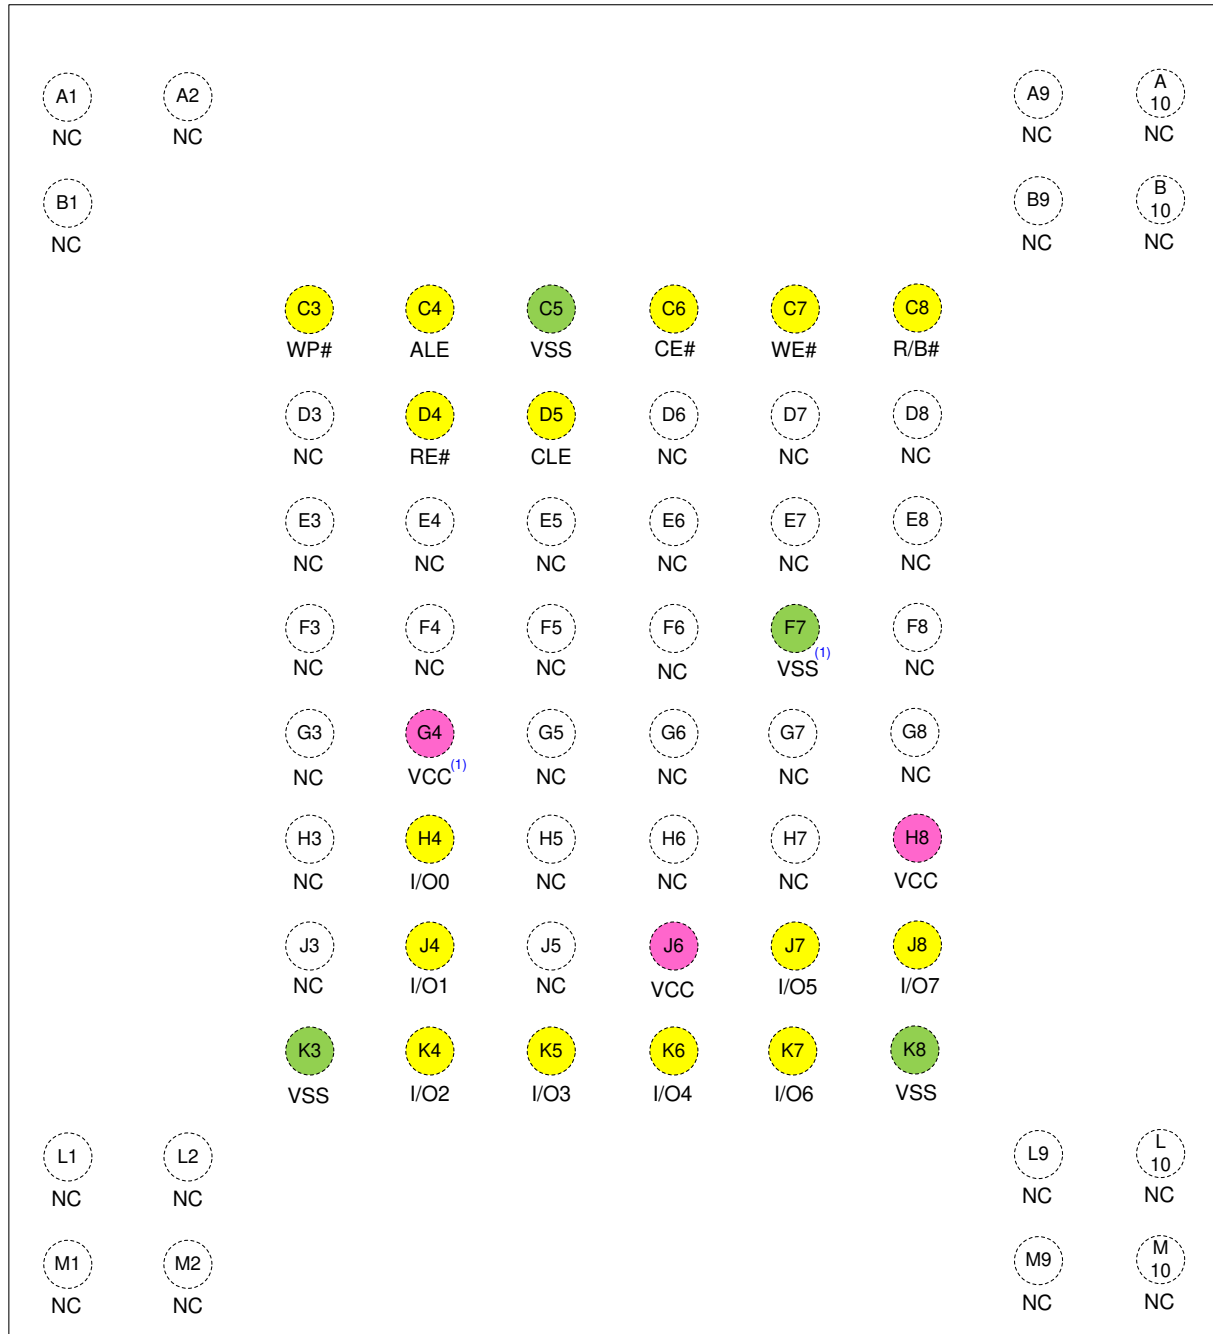 A1 A2 A9 A
10
NC NC NC NC
B1 B9 B
10
NC NC NC
C3 C4 C5 C6 C7 C8
WP# ALE VSS CE# WE# R/B#
D3 D4 D5 D6 D7 D8
NC RE# CLE NC NC NC
E3 E4 E5 E6 E7 E8
NC NC NC NC NC NC
F3 F4 F5 F6 F7 F8
NC NC NC NC VSS(1) NC
G3 G4 G5 G6 G7 G8
NC VCC(1) NC NC NC NC
H3 H4 H5 H6 H7 H8
NC I/O0 NC NC NC VCC
J3 J4 J5 J6 J7 J8
NC I/O1 NC VCC I/O5 I/O7
K3 K4 K5 K6 K7 K8
VSS I/O2 I/O3 I/O4 I/O6 VSS
L1 L2 L9 L
10
NC NC NC NC
M1 M2 M9 M
10
NC NC NC NC